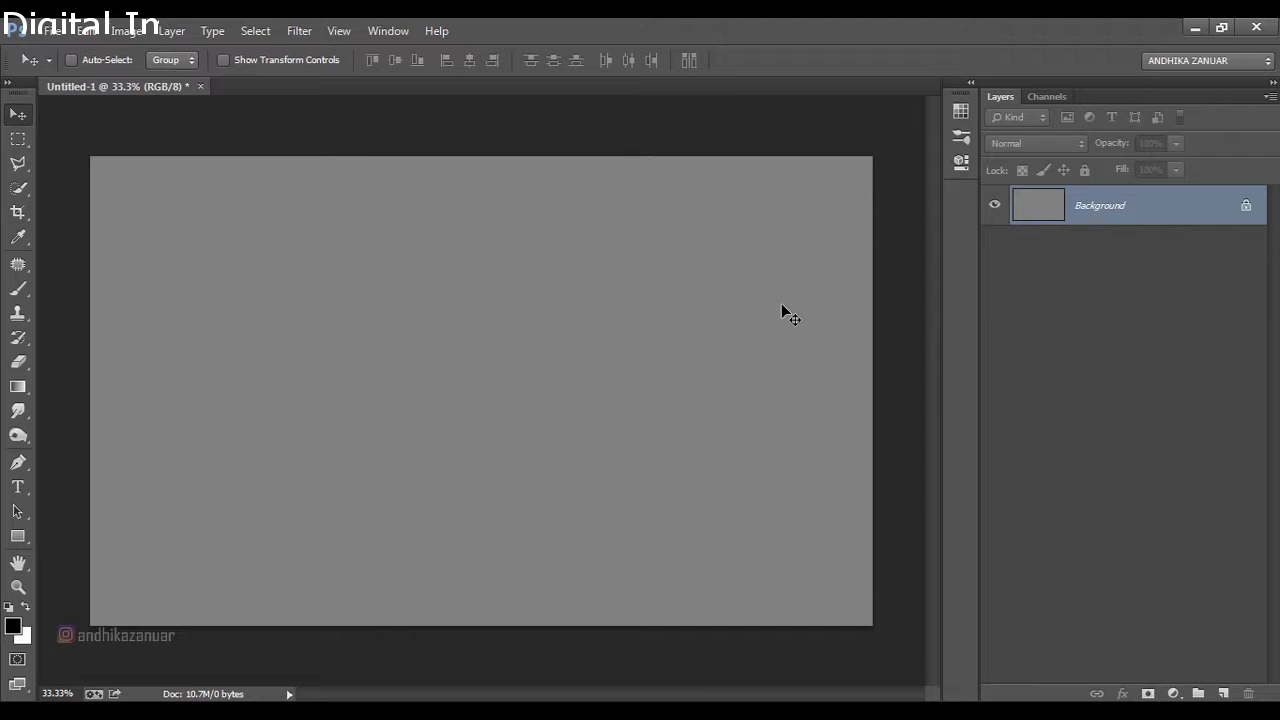 Digital In
Ps File Edit Image Layer Type Select Filter View Window Help
Auto-Select: Group Show Transform Controls ANDHIKA ZANUAR
Untitled-1 @ 33.3% (RGB/8) * ×
Layers Channels
Kind
Normal Opacity: 100%
Lock: Fill: 100%
Background
andhikazanuar
33.33% Doc: 10.7M/0 bytes